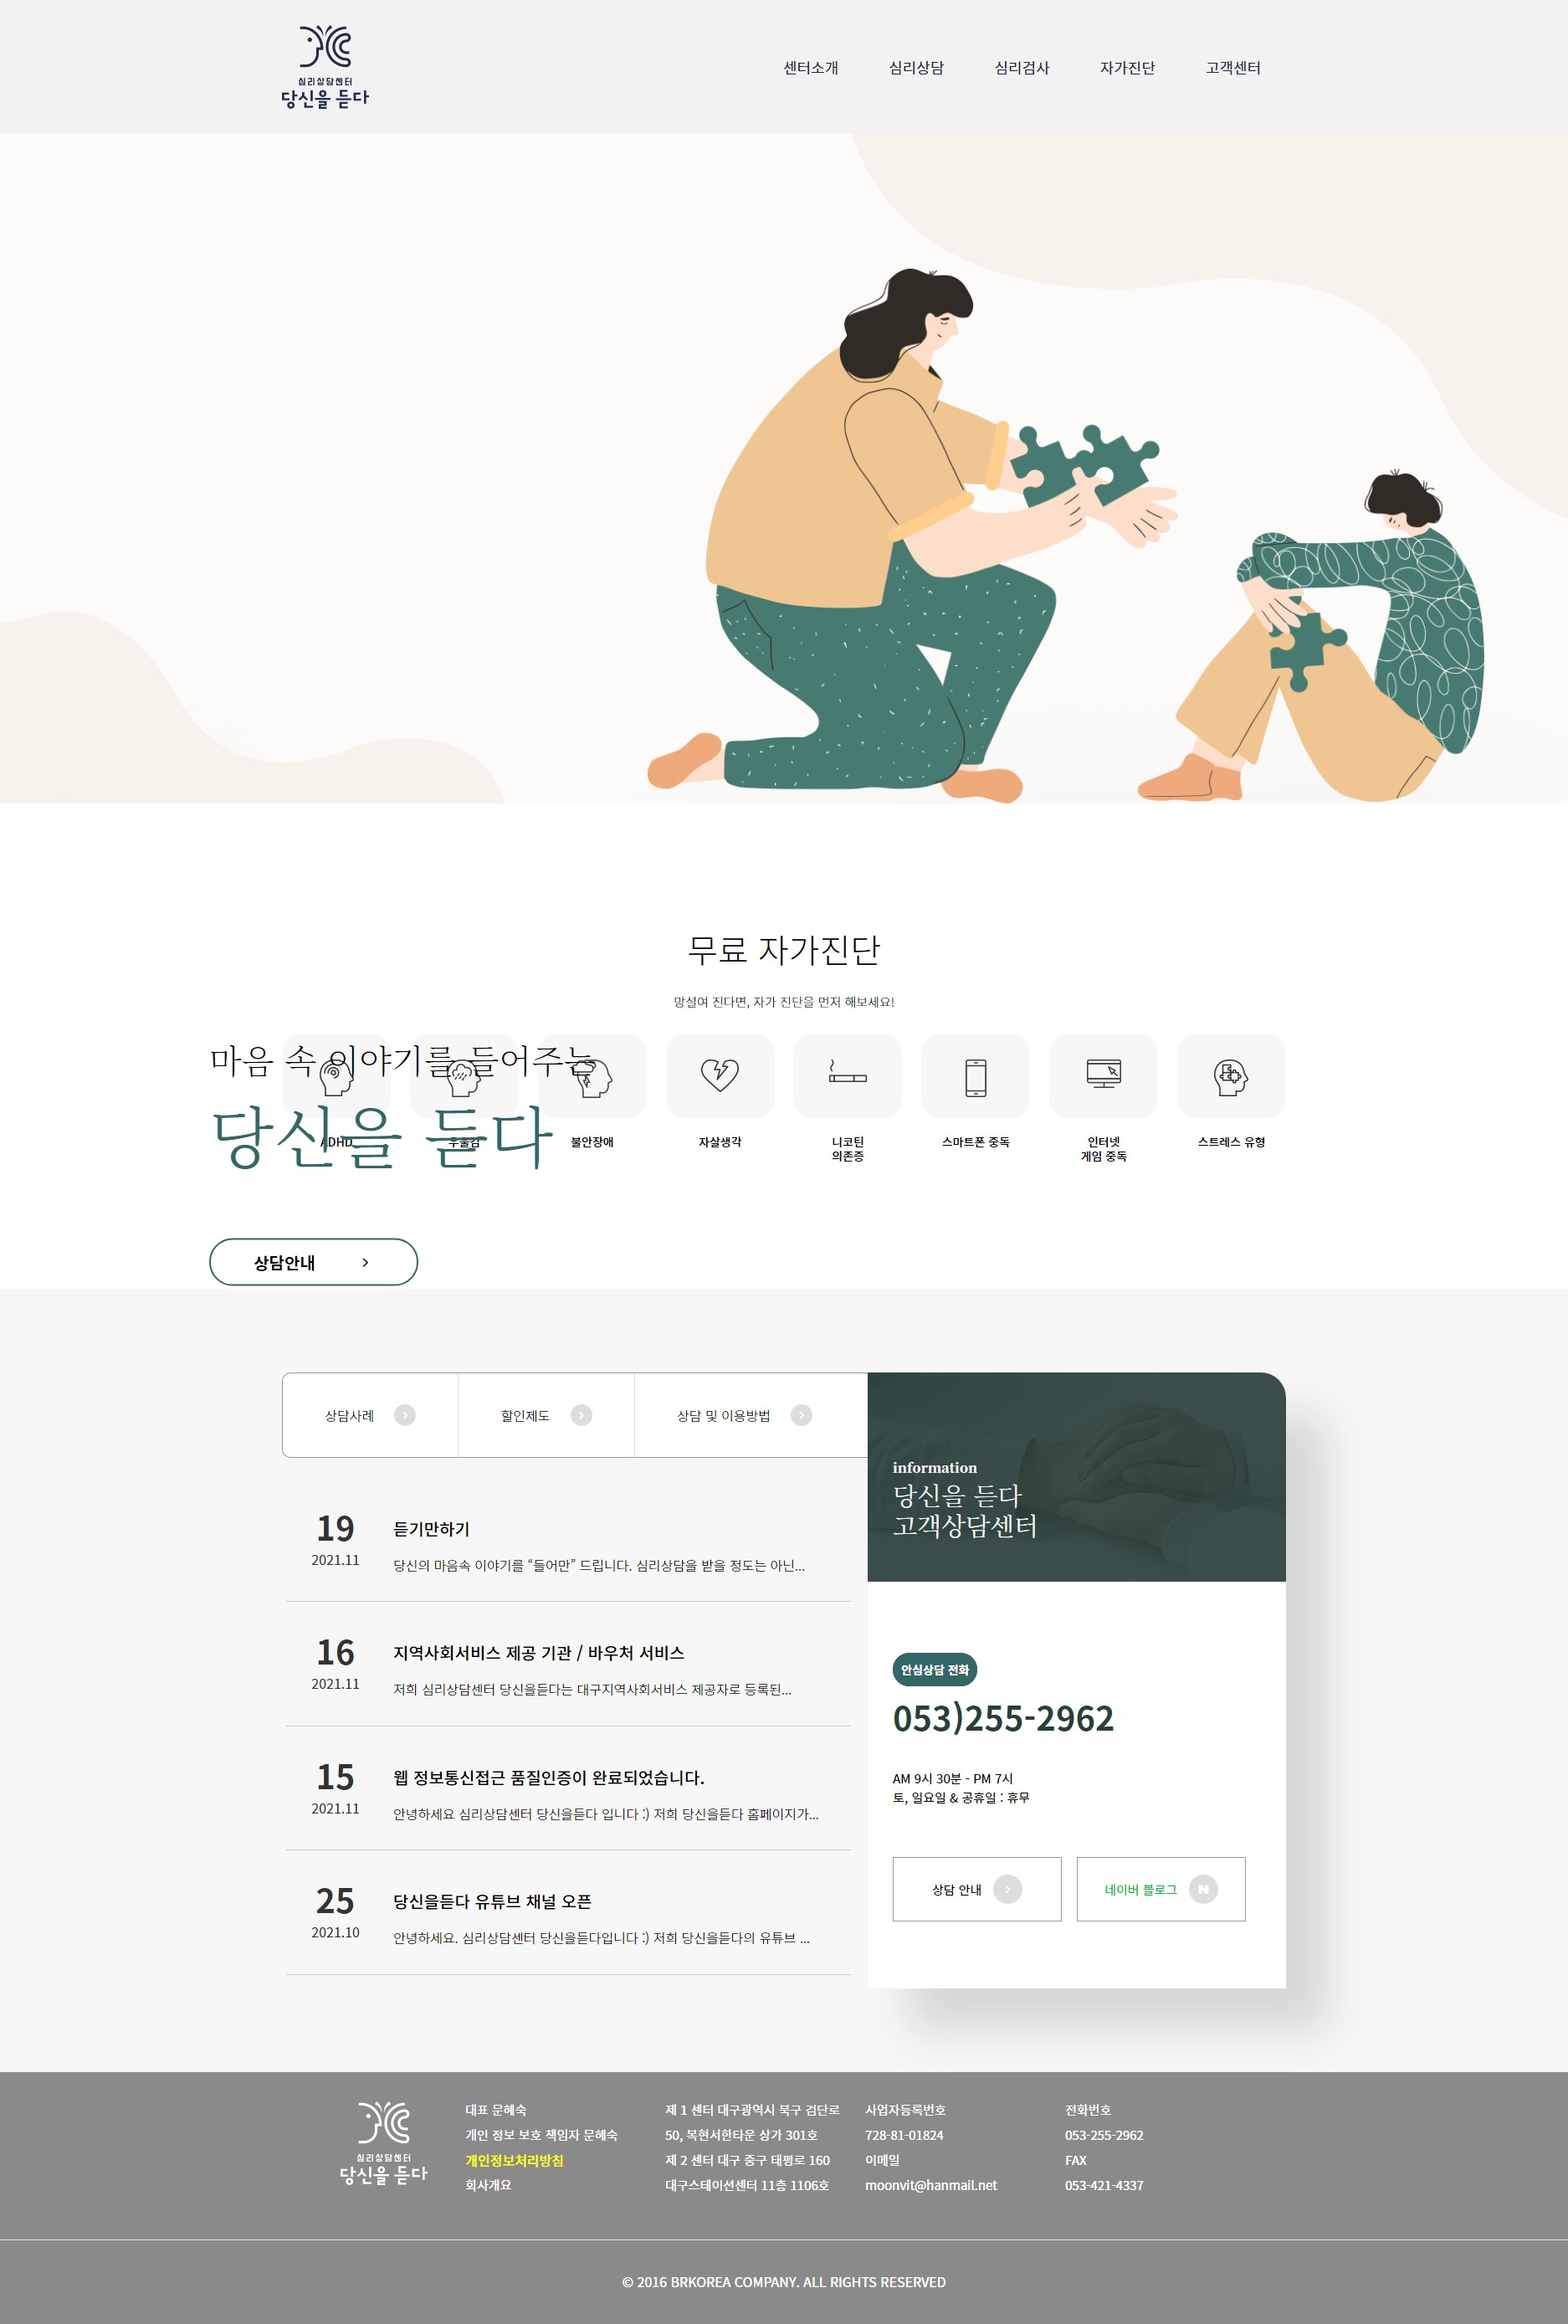 심리상담센터
당신을 듣다
센터소개
심리상담
심리검사
자가진단
고객센터
무료 자가진단
망설여 진다면, 자가 진단을 먼저 해보세요!
마음 속 이야기를 들어주는
당신을 듣다
ADHD
우울감
불안장애
자살생각
니코틴
의존증
스마트폰 중독
인터넷
게임 중독
스트레스 유형
상담안내
상담사례
할인제도
상담 및 이용방법
19
2021.11
듣기만하기
당신의 마음속 이야기를 “들어만” 드립니다. 심리상담을 받을 정도는 아닌...
16
2021.11
지역사회서비스 제공 기관 / 바우처 서비스
저희 심리상담센터 당신을듣다는 대구지역사회서비스 제공자로 등록된...
15
2021.11
웹 정보통신접근 품질인증이 완료되었습니다.
안녕하세요 심리상담센터 당신을듣다 입니다 :) 저희 당신을듣다 홈페이지가...
25
2021.10
당신을듣다 유튜브 채널 오픈
안녕하세요. 심리상담센터 당신을듣다입니다 :) 저희 당신을듣다의 유튜브 ...
information
당신을 듣다
고객상담센터
안심상담 전화
053)255-2962
AM 9시 30분 - PM 7시
토, 일요일 & 공휴일 : 휴무
상담 안내
네이버 블로그
N
심리상담센터
당신을 듣다
대표 문혜숙
개인 정보 보호 책임자 문혜숙
개인정보처리방침
회사개요
제 1 센터 대구광역시 북구 검단로
50, 복현서한타운 상가 301호
제 2 센터 대구 중구 태평로 160
대구스테이션센터 11층 1106호
사업자등록번호
728-81-01824
이메일
moonvit@hanmail.net
전화번호
053-255-2962
FAX
053-421-4337
© 2016 BRKOREA COMPANY. ALL RIGHTS RESERVED